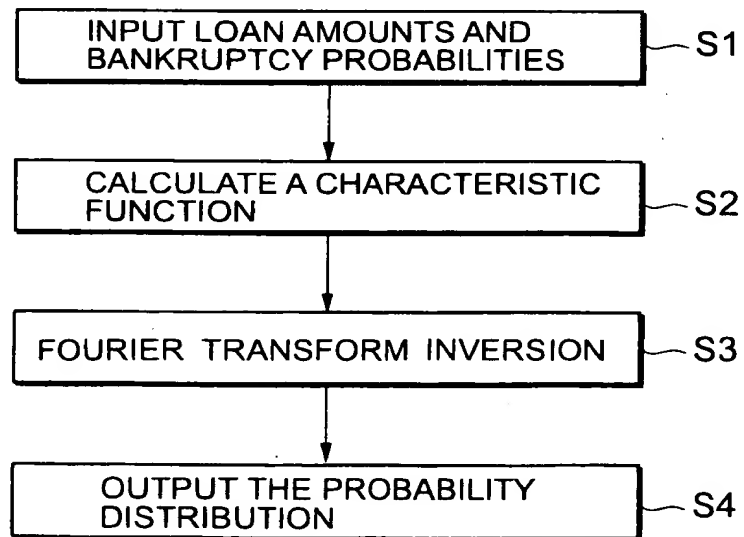 INPUT LOAN AMOUNTS AND
BANKRUPTCY PROBABILITIES
S1
CALCULATE A CHARACTERISTIC
FUNCTION
S2
FOURIER TRANSFORM INVERSION
S3
OUTPUT THE PROBABILITY
DISTRIBUTION
S4